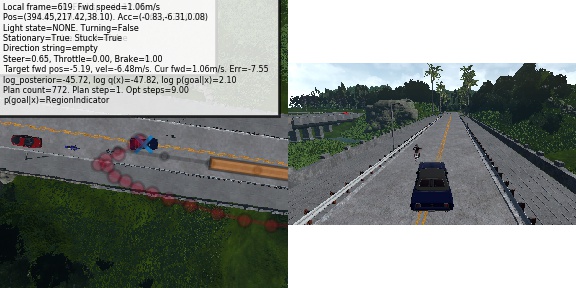 Local frame=619. Fwd speed=1.06m/s
Pos=(394.45,217.42,38.10). Acc=(-0.83,-6.31,0.08)
Light state=NONE. Turning=False
Stationary=True. Stuck=True
Direction string=empty
Steer=0.65, Throttle=0.00, Brake=1.00
Target fwd pos=-5.19, vel=-6.48m/s. Cur fwd=1.06m/s. Err=-7.55
log_posterior=-45.72, log q(x)=-47.82, log p(goal|x)=2.10
Plan count=772. Plan step=1. Opt steps=9.00
p(goal|x)=RegionIndicator